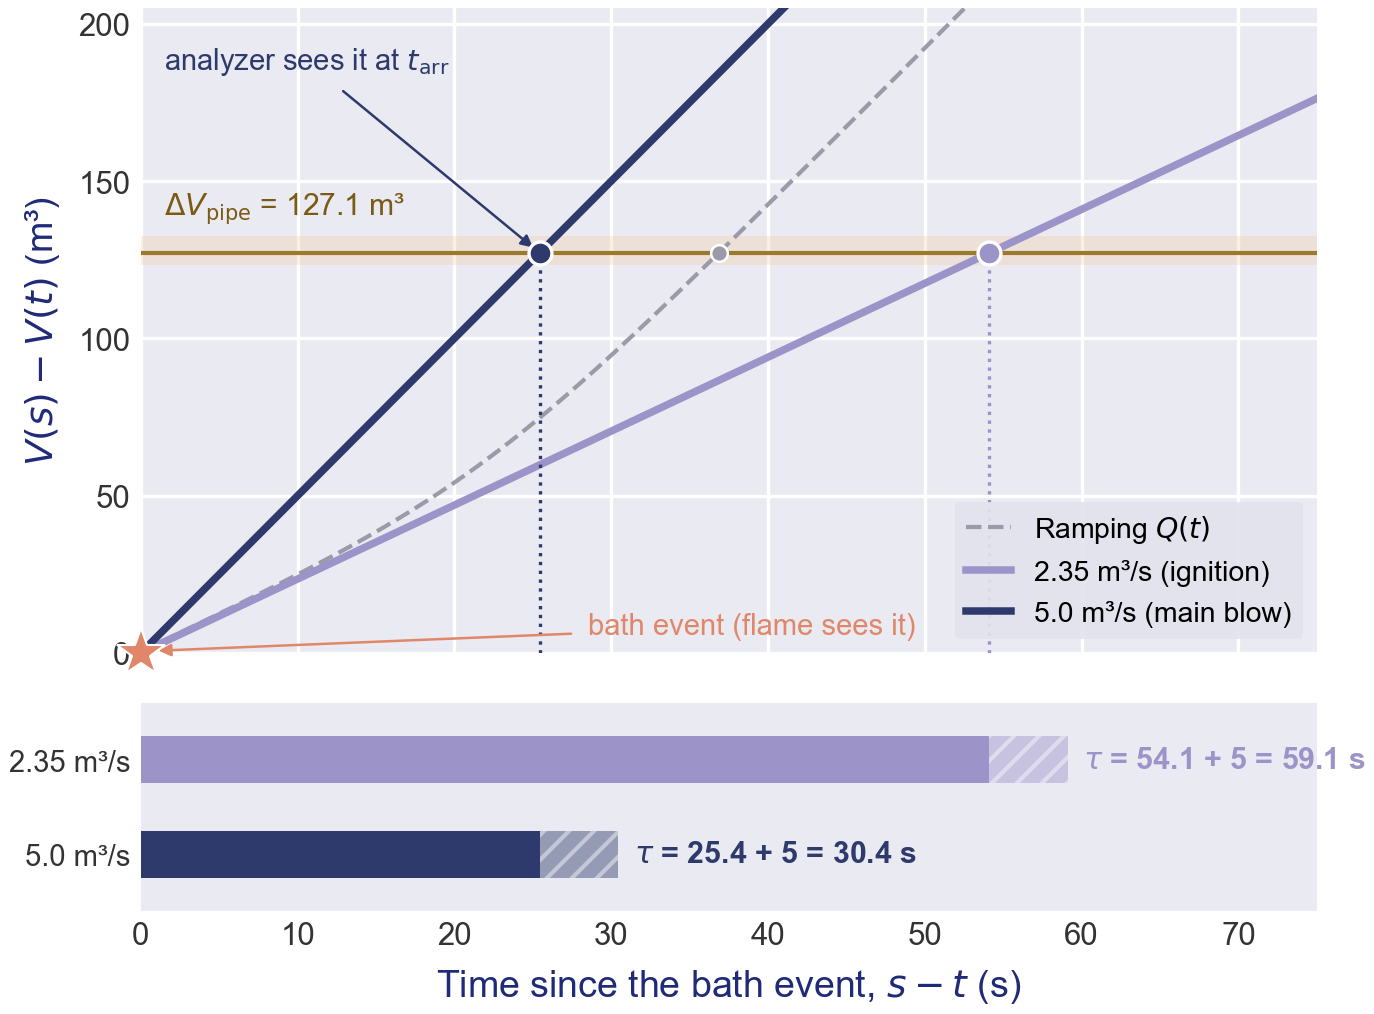 200
analyzer sees it at t_arr
150
ΔV_pipe = 127.1 m³
V(s) − V(t) (m³)
100
50
Ramping Q(t)
2.35 m³/s (ignition)
5.0 m³/s (main blow)
bath event (flame sees it)
0
2.35 m³/s
τ = 54.1 + 5 = 59.1 s
5.0 m³/s
τ = 25.4 + 5 = 30.4 s
0 10 20 30 40 50 60 70
Time since the bath event, s − t (s)